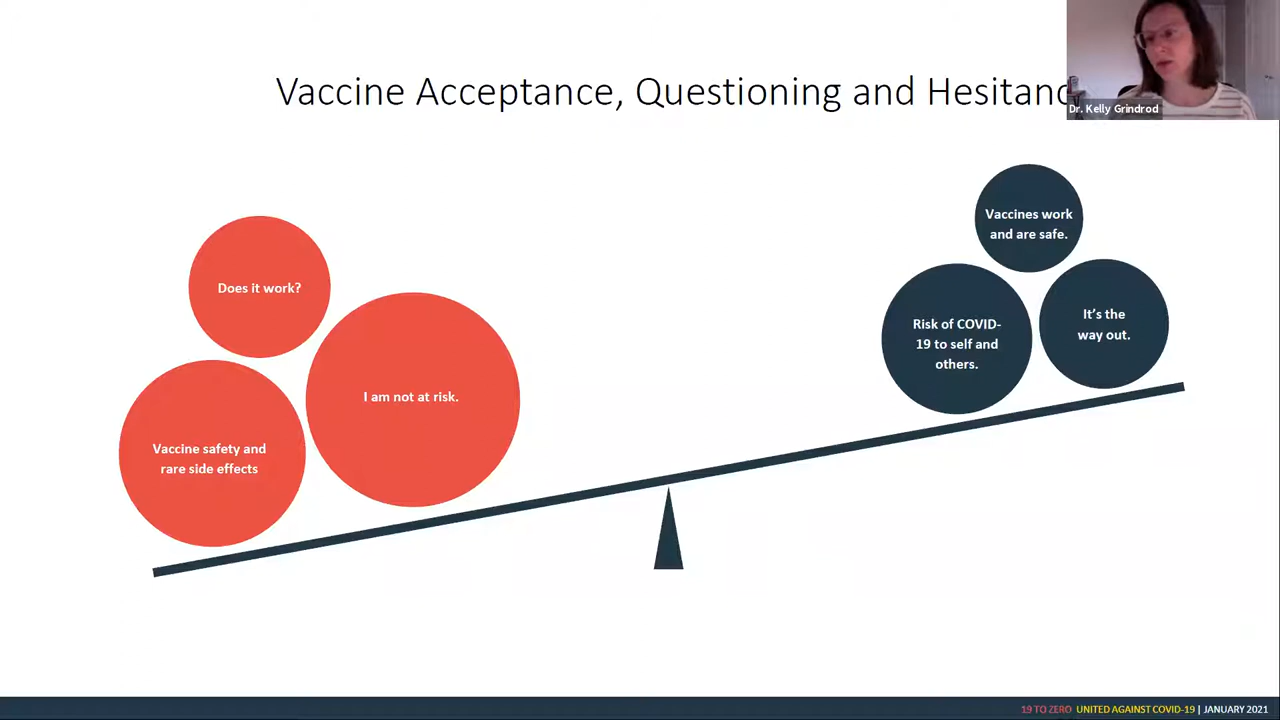 Vaccine Acceptance, Questioning and Hesitanc
Dr. Kelly Grindrod
Does it work?
I am not at risk.
Vaccine safety and
rare side effects
Vaccines work
and are safe.
Risk of COVID-
19 to self and
others.
It's the
way out.
19 TO ZERO UNITED AGAINST COVID-19 | JANUARY 2021